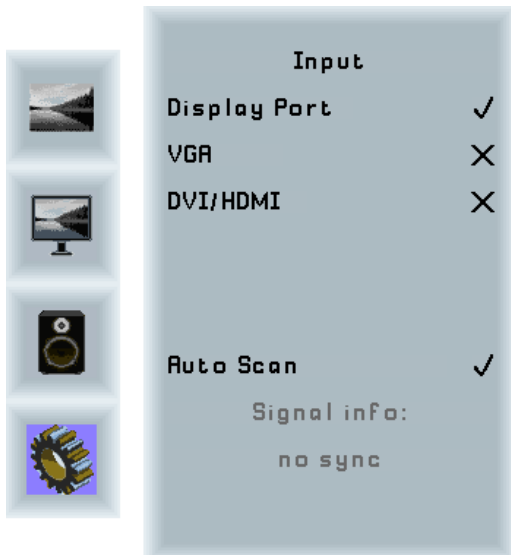 Input
Display Port ✓
VGA X
DVI/HDMI X
Auto Scan ✓
Signal info:
no sync